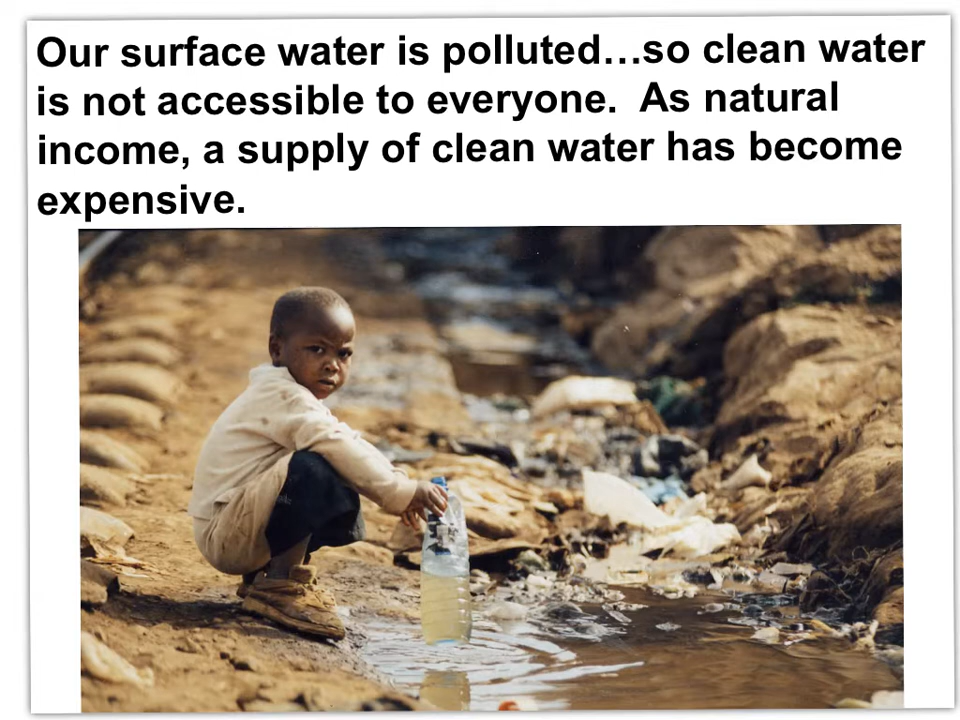 Our surface water is polluted…so clean water
is not accessible to everyone.  As natural
income, a supply of clean water has become
expensive.